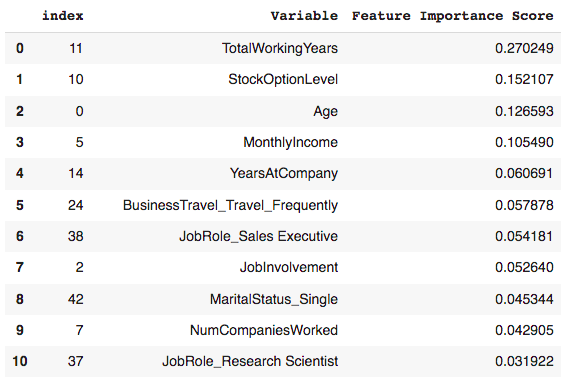 index Variable Feature Importance Score
0 11 TotalWorkingYears 0.270249
1 10 StockOptionLevel 0.152107
2 0 Age 0.126593
3 5 MonthlyIncome 0.105490
4 14 YearsAtCompany 0.060691
5 24 BusinessTravel_Travel_Frequently 0.057878
6 38 JobRole_Sales Executive 0.054181
7 2 JobInvolvement 0.052640
8 42 MaritalStatus_Single 0.045344
9 7 NumCompaniesWorked 0.042905
10 37 JobRole_Research Scientist 0.031922